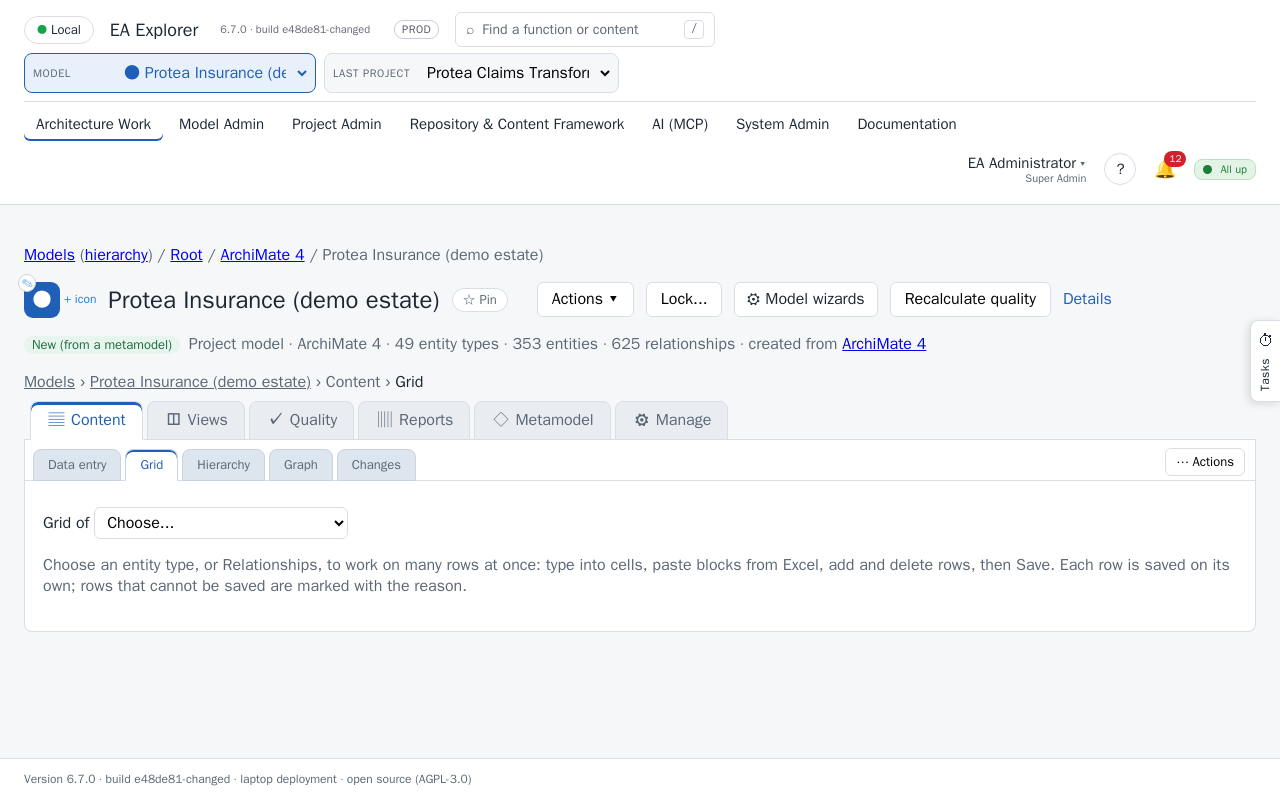 Local
EA Explorer
6.7.0 · build e48de81-changed
PROD
Find a function or content
/
MODEL
Protea Insurance (de
LAST PROJECT
Protea Claims Transfor
Architecture Work
Model Admin
Project Admin
Repository & Content Framework
AI (MCP)
System Admin
Documentation
EA Administrator
Super Admin
?
12
All up
Models (hierarchy) / Root / ArchiMate 4 / Protea Insurance (demo estate)
+ icon
Protea Insurance (demo estate)
☆ Pin
Actions ▼
Lock...
⚙ Model wizards
Recalculate quality
Details
New (from a metamodel)
Project model · ArchiMate 4 · 49 entity types · 353 entities · 625 relationships · created from ArchiMate 4
Tasks
Models › Protea Insurance (demo estate) › Content › Grid
Content
Views
Quality
Reports
Metamodel
Manage
Data entry
Grid
Hierarchy
Graph
Changes
··· Actions
Grid of
Choose...
Choose an entity type, or Relationships, to work on many rows at once: type into cells, paste blocks from Excel, add and delete rows, then Save. Each row is saved on its
own; rows that cannot be saved are marked with the reason.
Version 6.7.0 · build e48de81-changed · laptop deployment · open source (AGPL-3.0)